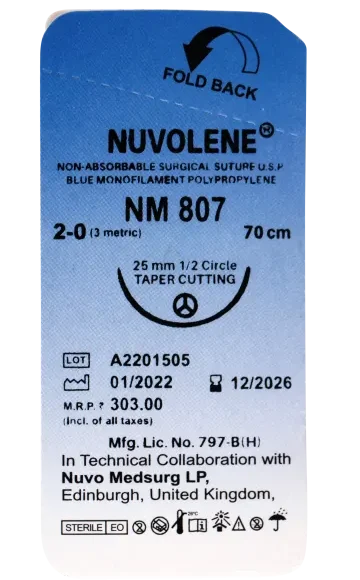 FOLD BACK
NUVOLENE®
NON-ABSORBABLE SURGICAL SUTURE U.S.P
BLUE MONOFILAMENT POLYPROPYLENE
NM 807
2-0 (3 metric) 70 cm
25 mm 1/2 Circle
TAPER CUTTING
LOT A2201505
01/2022 12/2026
M.R.P. ₹ 303.00
(Incl. of all taxes)
Mfg. Lic. No. 797-B(H)
In Technical Collaboration with
Nuvo Medsurg LP,
Edinburgh, United Kingdom,
STERILE EO